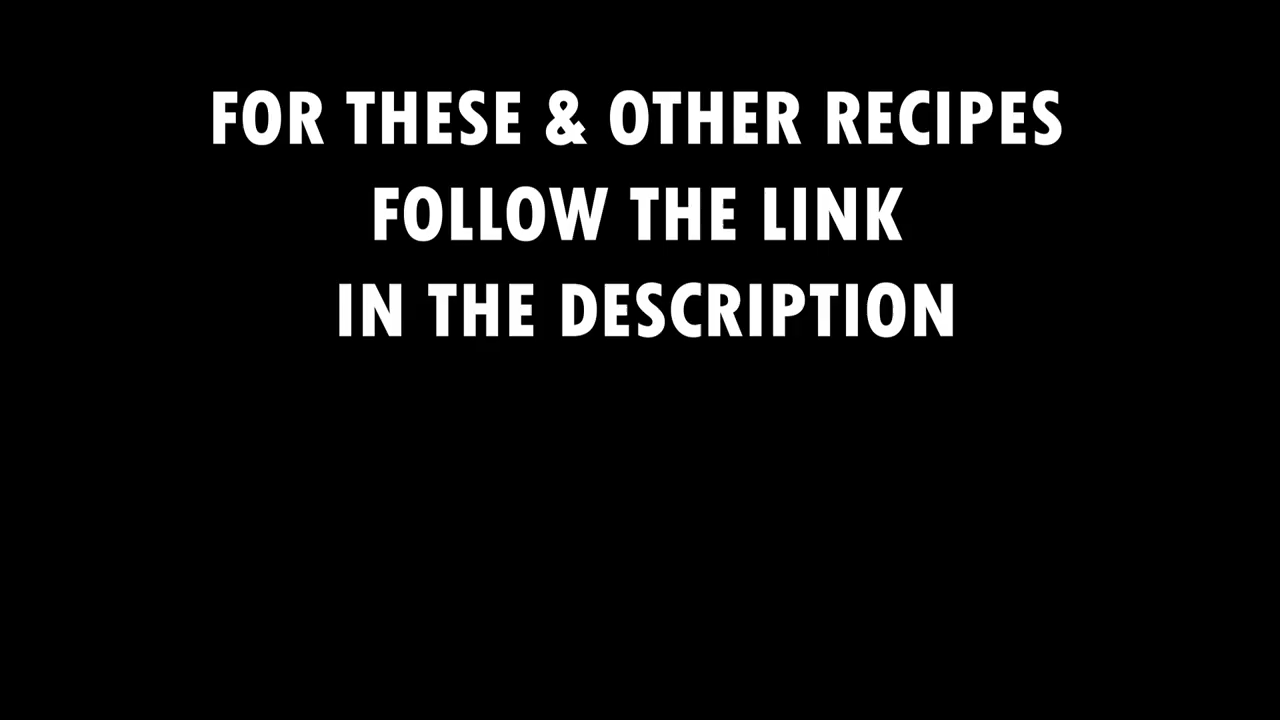 FOR THESE & OTHER RECIPES
FOLLOW THE LINK
IN THE DESCRIPTION